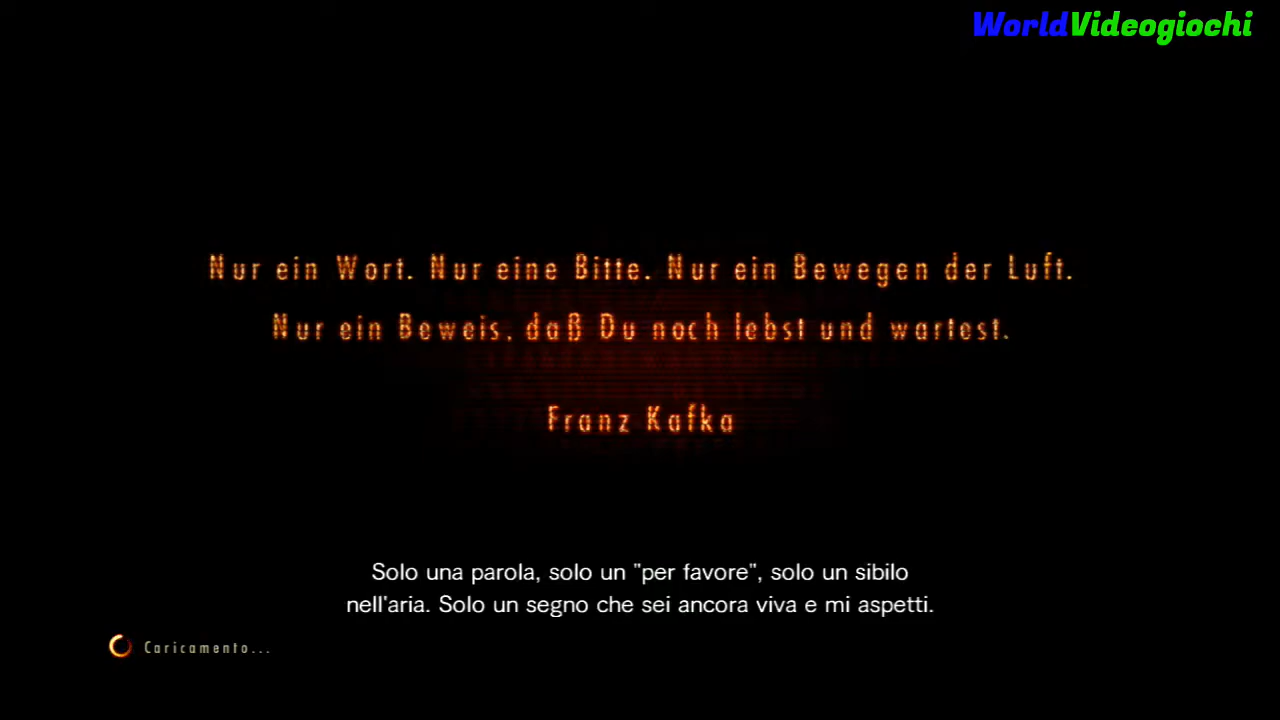 WorldVideogiochi
Nur ein Wort. Nur eine Bitte. Nur ein Bewegen der Luft.
Nur ein Beweis, daß Du noch lebst und wartest.
Franz Kafka
Solo una parola, solo un "per favore", solo un sibilo
nell'aria. Solo un segno che sei ancora viva e mi aspetti.
Caricamento...